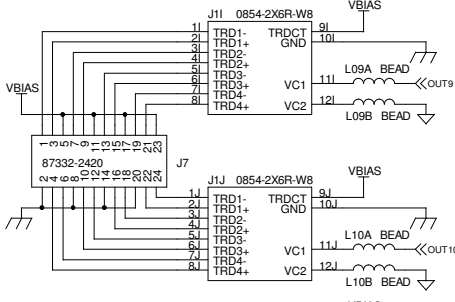 J1I 0854-2X6R-W8 VBIAS
1I TRD1- TRDCT 9I
2I TRD1+ GND 10I
3I TRD2-
4I TRD2+
5I TRD3-
6I TRD3+ VC1 11I L09A BEAD OUT9
7I TRD4-
8I TRD4+ VC2 12I L09B BEAD
VBIAS
1 3 5 7 9 11 13 15 17 19 21 23
87332-2420 J7
2 4 6 8 10 12 14 16 18 20 22 24
J1J 0854-2X6R-W8 VBIAS
1J TRD1- TRDCT 9J
2J TRD1+ GND 10J
3J TRD2-
4J TRD2+
5J TRD3-
6J TRD3+ VC1 11J L10A BEAD
7J TRD4-
8J TRD4+ VC2 12J L10B BEAD